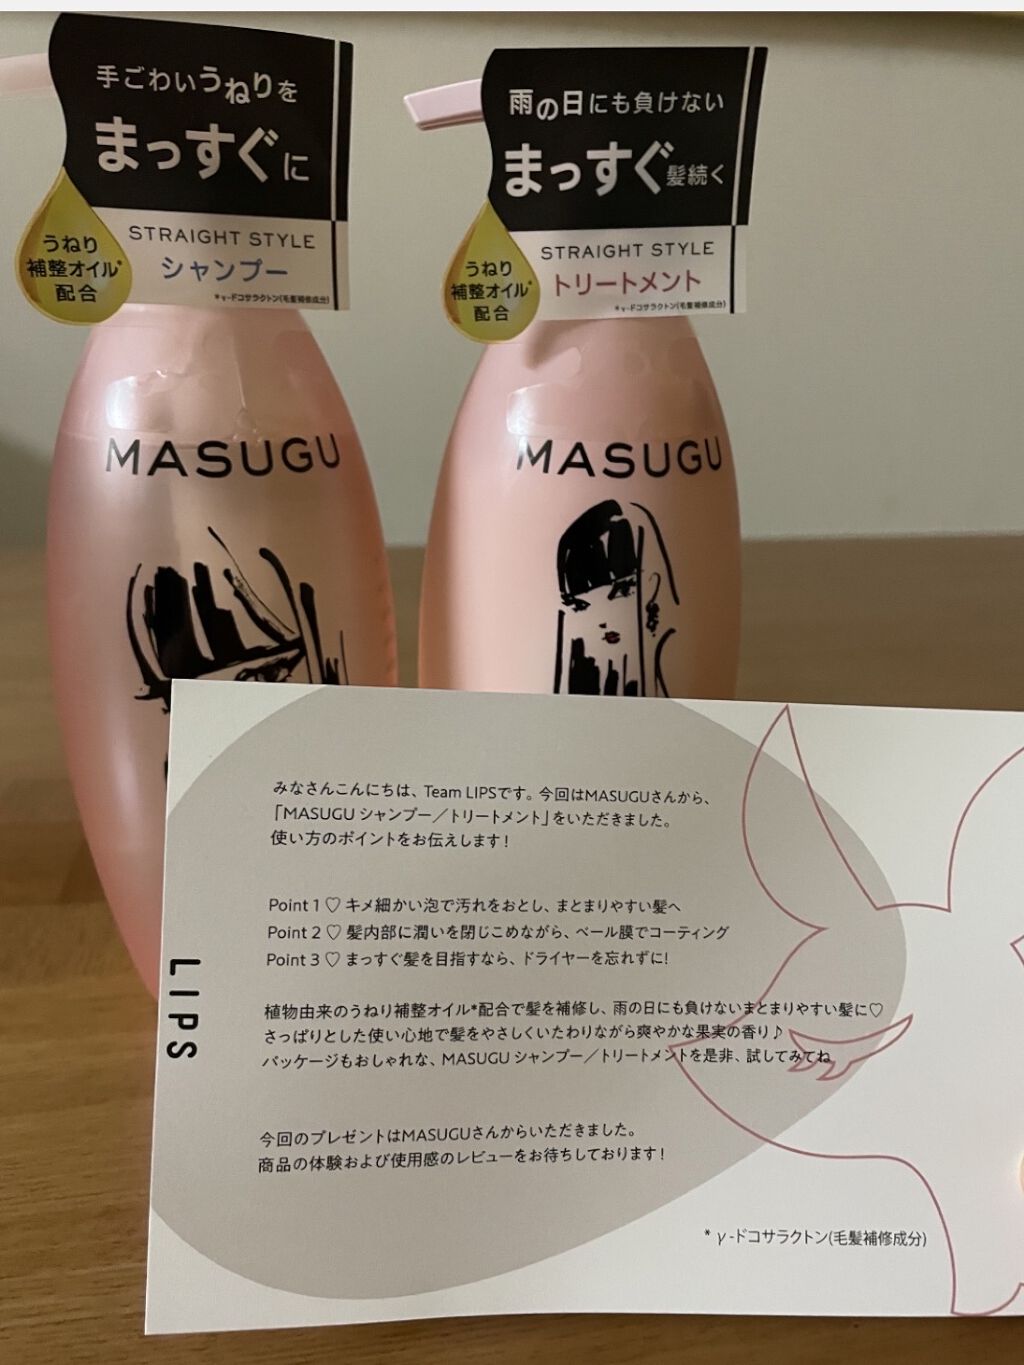 手ごわいうねりを
まっすぐに
うねり
補整オイル*
配合
STRAIGHT STYLE
シャンプー
*γ-ドコサラクトン(毛髪補修成分)
MASUGU
雨の日にも負けない
まっすぐ髪続く
うねり
補整オイル*
配合
STRAIGHT STYLE
トリートメント
*γ-ドコサラクトン(毛髪補修成分)
MASUGU
みなさんこんにちは、Team LIPSです。今回はMASUGUさんから、
「MASUGU シャンプー／トリートメント」をいただきました。
使い方のポイントをお伝えします!
Point 1 ♡ キメ細かい泡で汚れをおとし、まとまりやすい髪へ
Point 2 ♡ 髪内部に潤いを閉じこめながら、ベール膜でコーティング
Point 3 ♡ まっすぐ髪を目指すなら、ドライヤーを忘れずに!
植物由来のうねり補整オイル*配合で髪を補修し、雨の日にも負けないまとまりやすい髪に♡
さっぱりとした使い心地で髪をやさしくいたわりながら爽やかな果実の香り♪
パッケージもおしゃれな、MASUGU シャンプー／トリートメントを是非、試してみてね
今回のプレゼントはMASUGUさんからいただきました。
商品の体験および使用感のレビューをお待ちしております!
* γ-ドコサラクトン(毛髪補修成分)
LIPS